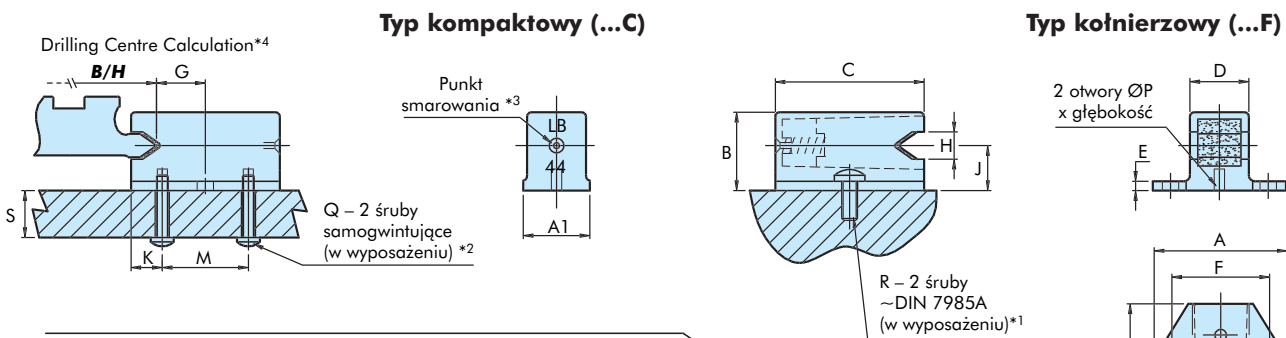 Typ kompaktowy (...C)
Typ kołnierzowy (...F)
Drilling Centre Calculation*4
B/H
G
Punkt
smarowania *3
LB
44
A1
S
K
M
Q – 2 śruby
samogwintujące
(w wyposażeniu) *2
C
B
H
J
R – 2 śruby
~DIN 7985A
(w wyposażeniu)*1
D
2 otwory ØP
x głębokość
E
A
F